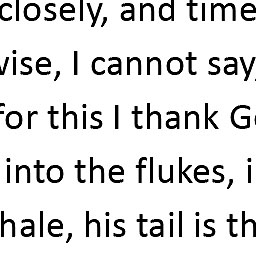 closely, and time
wise, I cannot say,
for this I thank G
into the flukes, i
hale, his tail is th